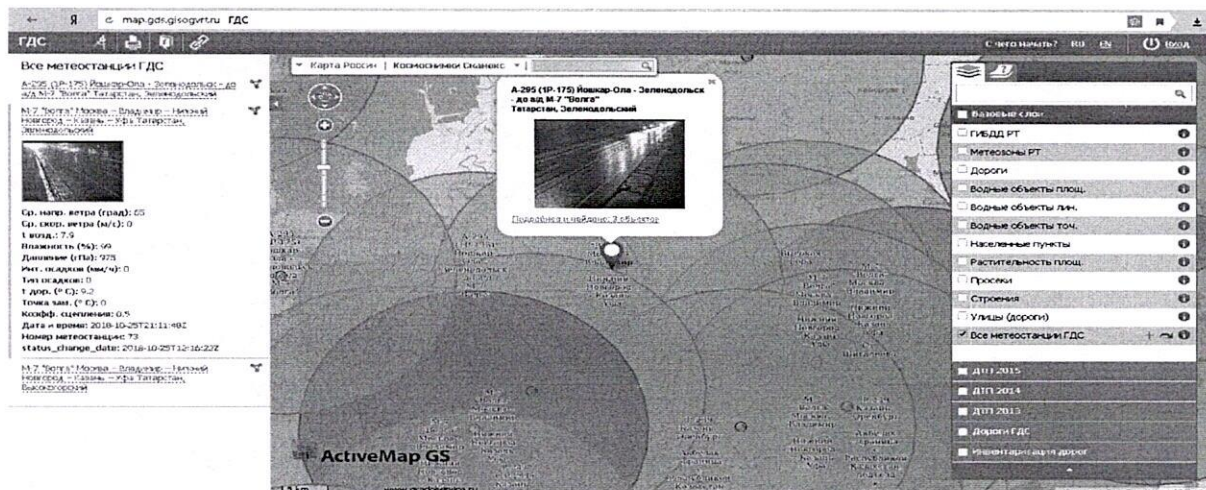 Я
map.gds.gisogvrt.ru ГДС
ГДС
С чего начать? RU EN Вход
Все метеостанции ГДС
А-295 (1Р-175) Йошкар-Ола - Зеленодольск - до
а/д М-7 "Волга" Татарстан, Зеленодольский
М-7 "Волга" Москва – Владимир – Нижний
Новгород – Казань – Уфа Татарстан,
Зеленодольский
Ср. напр. ветра (град): 65
Ср. скор. ветра (м/с): 0
t возд.: 7.9
Влажность (%): 99
Давление (гПа): 975
Инт. осадков (мм/ч): 0
Тип осадков: 0
t дор. (° C): 9.2
Точка зам. (° C): 0
Коэфф. сцепления: 0.5
Дата и время: 2018-10-25T21:11:48Z
Номер метеостанции: 73
status_change_date: 2018-10-25T12:16:22Z
М-7 "Волга" Москва – Владимир – Нижний
Новгород – Казань – Уфа Татарстан,
Высокогорский
Карта России | Космоснимки Сканекс
А-295 (1Р-175) Йошкар-Ола - Зеленодольск
- до а/д М-7 "Волга"
Татарстан, Зеленодольский
Подробнее и найдено: 3 объектов
ActiveMap GS
Базовые слои
ГИБДД РТ
Метеозоны РТ
Дороги
Водные объекты площ.
Водные объекты лин.
Водные объекты точ.
Населенные пункты
Растительность площ.
Просеки
Строения
Улицы (дороги)
Все метеостанции ГДС
ДТП 2015
ДТП 2014
ДТП 2013
Дороги ГДС
Инвентаризация дорог